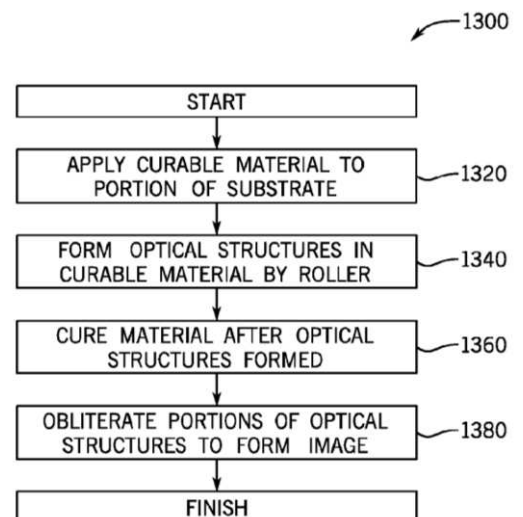 1300
START
APPLY CURABLE MATERIAL TO
PORTION OF SUBSTRATE
1320
FORM OPTICAL STRUCTURES IN
CURABLE MATERIAL BY ROLLER
1340
CURE MATERIAL AFTER OPTICAL
STRUCTURES FORMED
1360
OBLITERATE PORTIONS OF OPTICAL
STRUCTURES TO FORM IMAGE
1380
FINISH